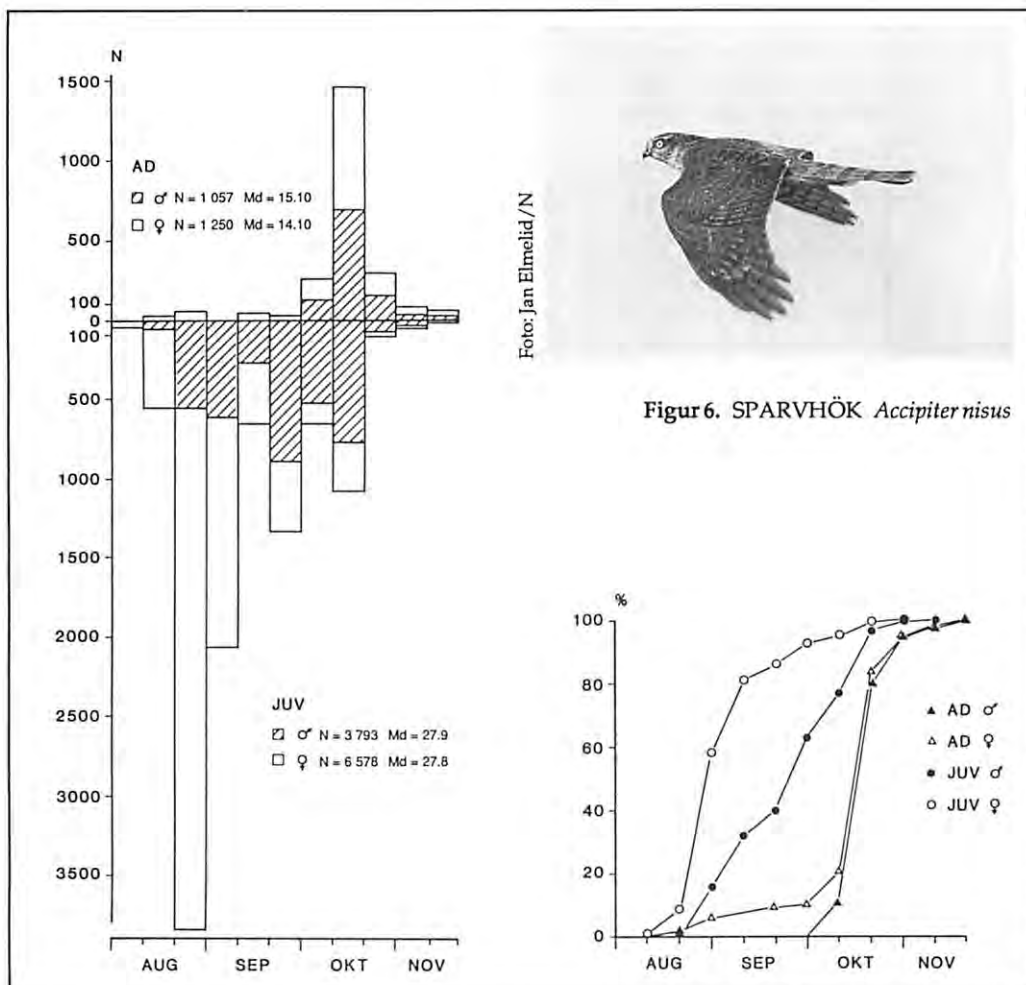 N
1500
1000
500
100
0
100
500
1000
1500
2000
2500
3000
3500
AD
♂ N = 1 057 Md = 15.10
♀ N = 1 250 Md = 14.10
JUV
♂ N = 3 793 Md = 27.9
♀ N = 6 578 Md = 27.8
AUG SEP OKT NOV
Foto: Jan Elmelid/N
Figur 6. SPARVHÖK Accipiter nisus
%
100
80
60
40
20
0
AD ♂
AD ♀
JUV ♂
JUV ♀
AUG SEP OKT NOV